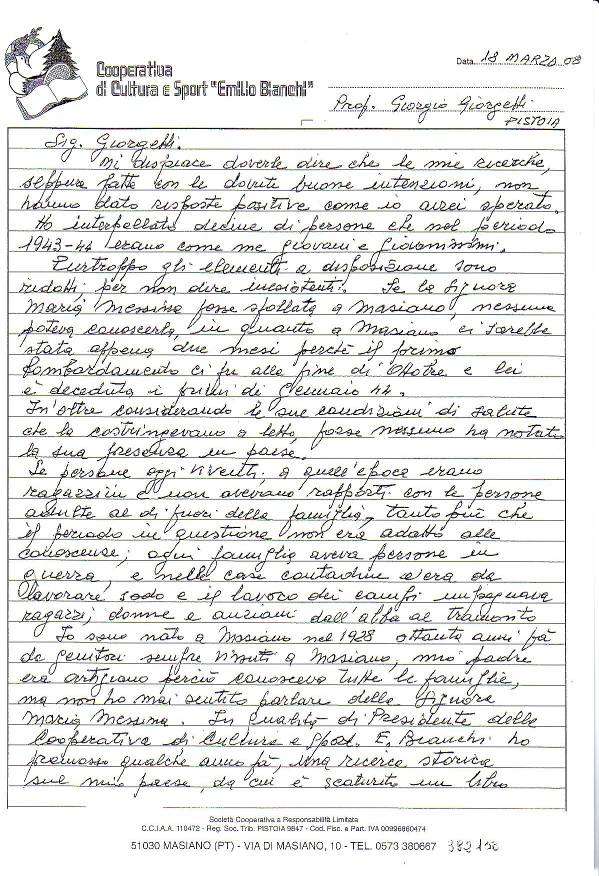 Cooperativa
di Cultura e Sport "Emilio Bianchi"
Data 18 MARZO 08
Prof. Giorgio Giorgetti
PISTOIA
Sig. Giorgetti.
Mi dispiace doverle dire che le mie ricerche,
seppure fatte con le dovute buone intenzioni, non
hanno dato risposte positive come io avrei sperato.
Ho interpellato decine di persone che nel periodo
1943-44 erano come me giovani e giovanissimi.
Purtroppo gli elementi a disposizione sono
ridotti, per non dire inesistenti. Se la Signora
Maria Messina fosse sfollata a Masiano, nessuno
poteva conoscerla, in quanto a Masiano ci sarebbe
stata appena due mesi perchè il primo
bombardamento ci fu alla fine di Ottobre e lei
è deceduta i primi di Gennaio 44.
In'oltre considerando le sue condizioni di salute
che la costringevano a letto, forse nessuno ha notato
la sua presenza in paese.
Le persone oggi viventi, a quell'epoca erano
ragazzini e non avevano rapporti con le persone
adulte al di fuori della famiglia, tanto più che
il periodo in questione non era adatto alle
conoscense; ogni famiglia aveva persone in
guerra, e nelle case contadine c'era da
lavorare sodo e il lavoro dei campi impegnava
ragazzi, donne e anziani dall'alba al tramonto
Io sono nato a Masiano nel 1928 ottanta anni fà
da genitori sempre vissuti a Masiano, mio padre
era artigiano perciò conosceva tutte le famiglie,
ma non ho mai sentito parlare della Signora
Maria Messina. In qualità di Presidente della
Cooperativa di Cultura e Sport E. Bianchi ho
promosso qualche anno fà, una ricerca storica
sul mio paese, da cui è scaturito un libro
Società Cooperativa a Responsabilità Limitata
C.C.I.A.A. 110472 - Reg. Soc. Trib. PISTOIA 9847 - Cod. Fisc. e Part. IVA 00996860474
51030 MASIANO (PT) - VIA DI MASIANO, 10 - TEL. 0573 380667 382158